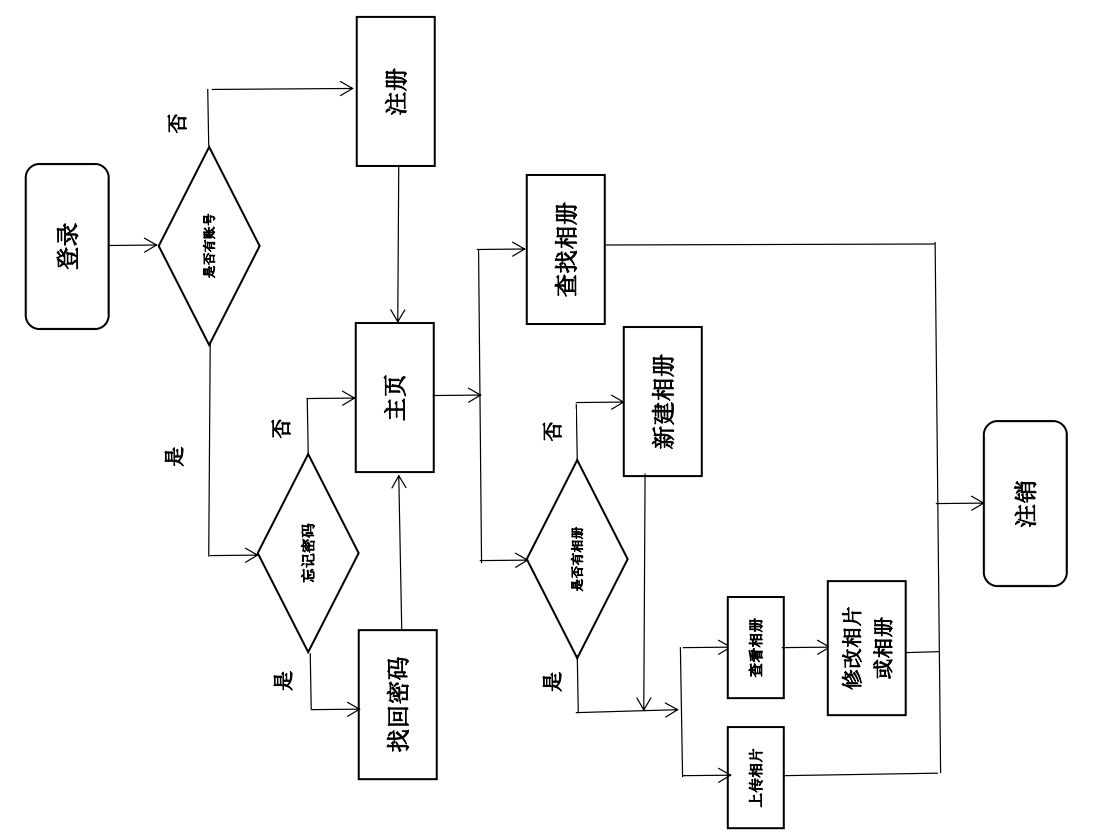 登录
是否有账号
否
是
注册
忘记密码
否
是
主页
找回密码
查找相册
是否有相册
否
是
新建相册
查看相册
上传相片
修改相片
或相册
注销